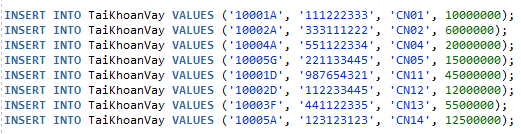 INSERT INTO TaiKhoanVay VALUES ('10001A', '111222333', 'CN01', 10000000);
INSERT INTO TaiKhoanVay VALUES ('10002A', '333111222', 'CN02', 6000000);
INSERT INTO TaiKhoanVay VALUES ('10004A', '551122334', 'CN04', 20000000);
INSERT INTO TaiKhoanVay VALUES ('10005G', '221133445', 'CN05', 15000000);
INSERT INTO TaiKhoanVay VALUES ('10001D', '987654321', 'CN11', 45000000);
INSERT INTO TaiKhoanVay VALUES ('10002D', '112233445', 'CN12', 12000000);
INSERT INTO TaiKhoanVay VALUES ('10003F', '441122335', 'CN13', 5500000);
INSERT INTO TaiKhoanVay VALUES ('10005A', '123123123', 'CN14', 12500000);